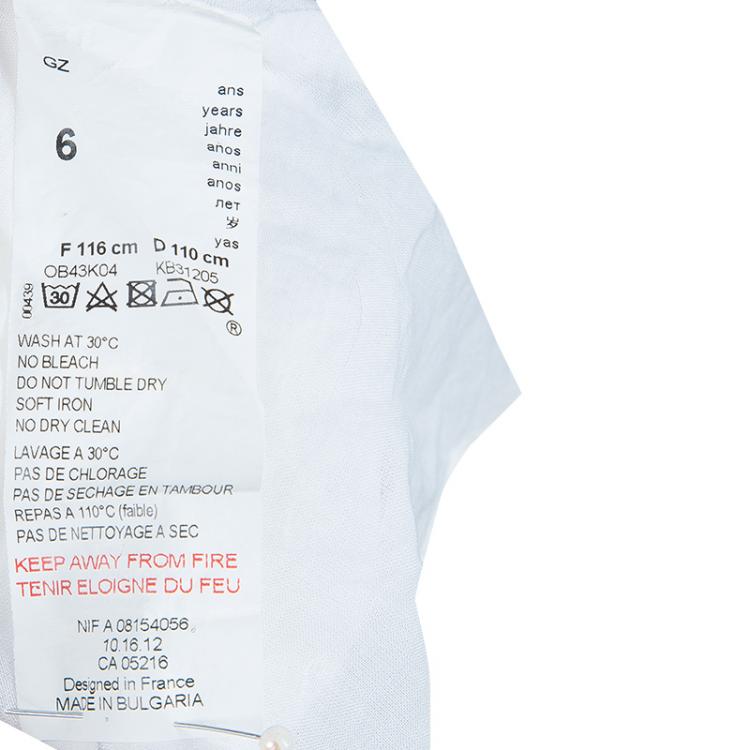 GZ
6
ans
years
jahre
anos
anni
anos
лет
岁
yas
F 116 cm D 110 cm
OB43K04 KB31205
00439
30
®
WASH AT 30°C
NO BLEACH
DO NOT TUMBLE DRY
SOFT IRON
NO DRY CLEAN
LAVAGE A 30°C
PAS DE CHLORAGE
PAS DE SECHAGE EN TAMBOUR
REPAS A 110°C (faible)
PAS DE NETTOYAGE A SEC
KEEP AWAY FROM FIRE
TENIR ELOIGNE DU FEU
NIF A 08154056
10.16.12
CA 05216
Designed in France
MADE IN BULGARIA